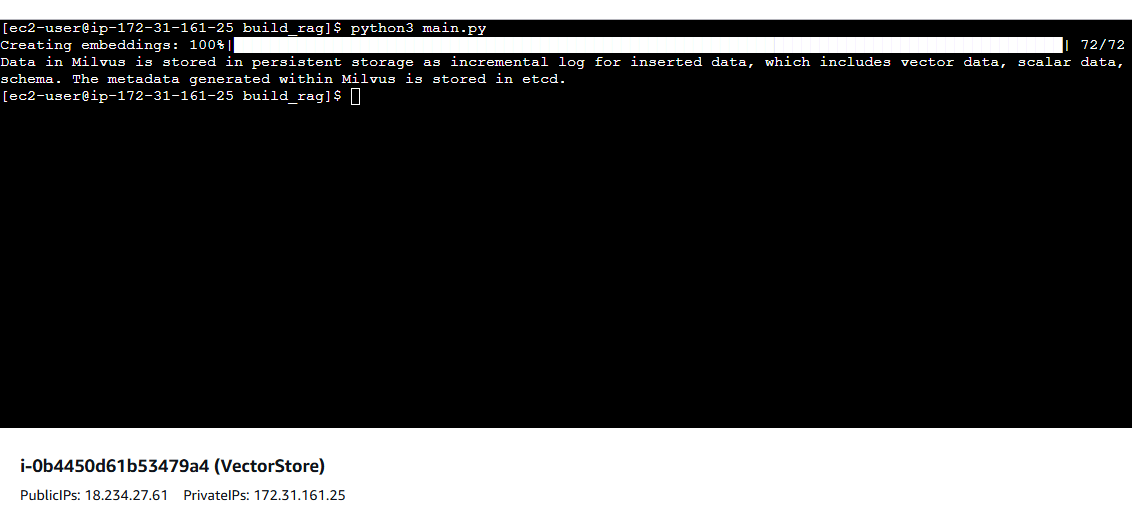 [ec2-user@ip-172-31-161-25 build_rag]$ python3 main.py
Creating embeddings: 100%|██████████| 72/72
Data in Milvus is stored in persistent storage as incremental log for inserted data, which includes vector data, scalar data,
schema. The metadata generated within Milvus is stored in etcd.
[ec2-user@ip-172-31-161-25 build_rag]$
i-0b4450d61b53479a4 (VectorStore)
PublicIPs: 18.234.27.61 PrivateIPs: 172.31.161.25